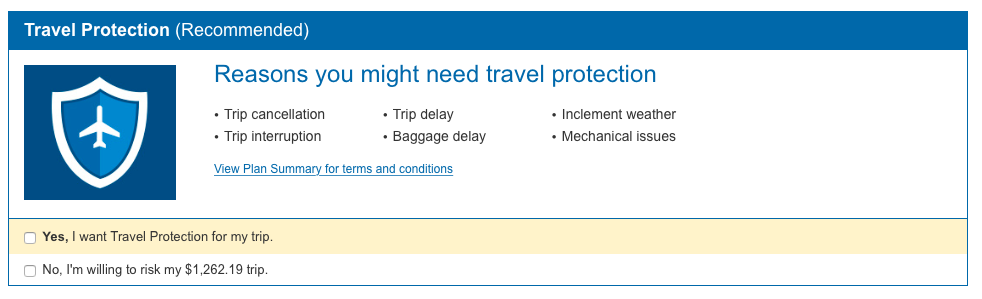 Travel Protection (Recommended)
Reasons you might need travel protection
• Trip cancellation • Trip delay • Inclement weather
• Trip interruption • Baggage delay • Mechanical issues
View Plan Summary for terms and conditions
Yes, I want Travel Protection for my trip.
No, I'm willing to risk my $1,262.19 trip.